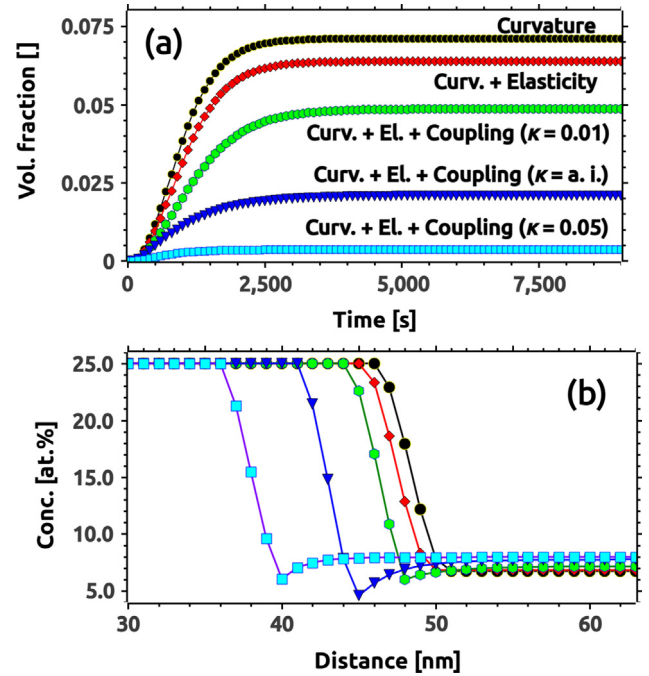 0.075
(a)
Curvature
Curv. + Elasticity
0.05
Vol. fraction []
Curv. + El. + Coupling (κ = 0.01)
0.025
Curv. + El. + Coupling (κ = a. i.)
Curv. + El. + Coupling (κ = 0.05)
0
0 2,500 5,000 7,500
Time [s]
25.0
(b)
20.0
Conc. [at.%]
15.0
10.0
5.0
30 40 50 60
Distance [nm]